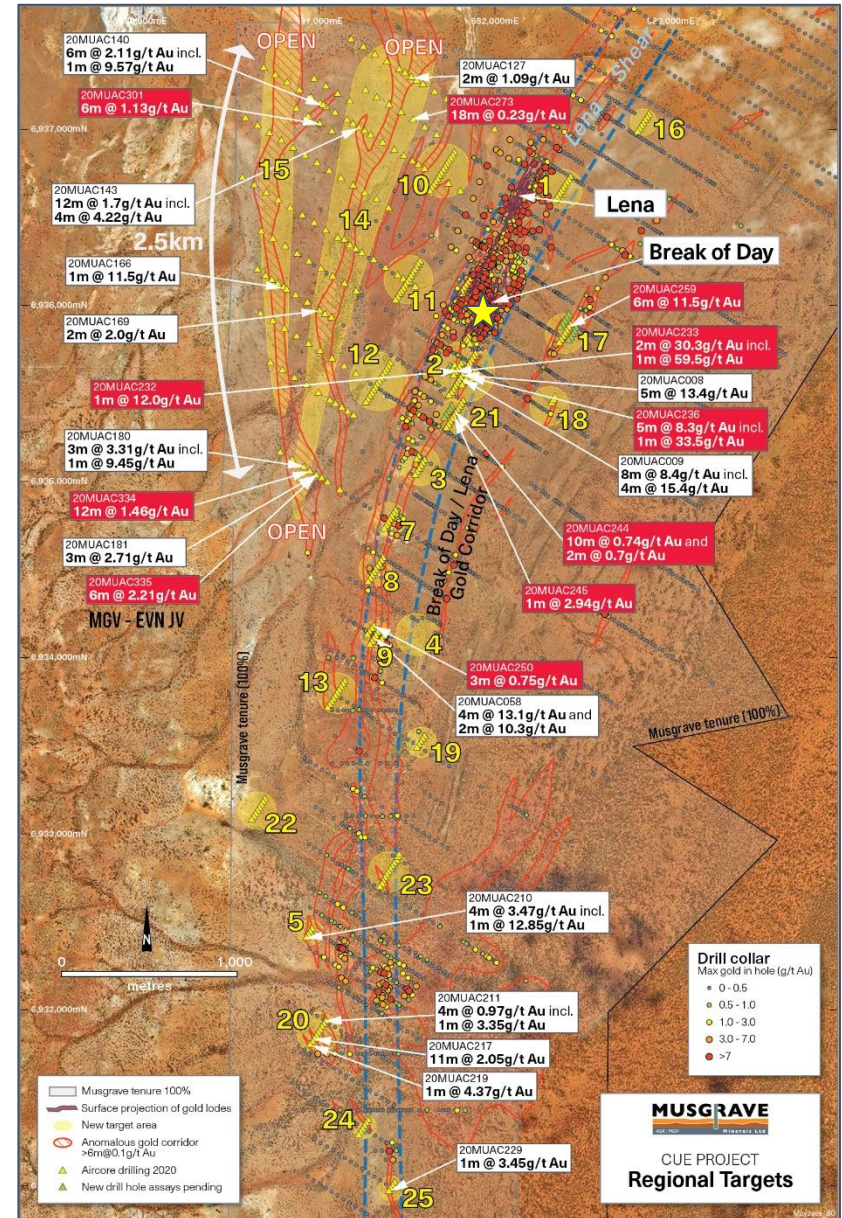 681,000mE
682,000mE
OPEN
OPEN
20MUAC140
6m @ 2.11g/t Au incl.
1m @ 9.57g/t Au
20MUAC127
2m @ 1.09g/t Au
20MUAC301
6m @ 1.13g/t Au
20MUAC273
18m @ 0.23g/t Au
Lena Shear
6,937,000mN
16
15
10
1
Lena
20MUAC143
12m @ 1.7g/t Au incl.
4m @ 4.22g/t Au
14
2.5km
Break of Day
20MUAC166
1m @ 11.5g/t Au
11
20MUAC259
6m @ 11.5g/t Au
6,936,000mN
20MUAC169
2m @ 2.0g/t Au
17
20MUAC233
2m @ 30.3g/t Au incl.
1m @ 59.5g/t Au
12
2
20MUAC008
5m @ 13.4g/t Au
20MUAC232
1m @ 12.0g/t Au
21
18
20MUAC236
5m @ 8.3g/t Au incl.
1m @ 33.5g/t Au
20MUAC180
3m @ 3.31g/t Au incl.
1m @ 9.45g/t Au
3
20MUAC009
8m @ 8.4g/t Au incl.
4m @ 15.4g/t Au
6,935,000mN
20MUAC334
12m @ 1.46g/t Au
OPEN
7
20MUAC244
10m @ 0.74g/t Au and
2m @ 0.7g/t Au
20MUAC181
3m @ 2.71g/t Au
Break of Day / Lena
Gold Corridor
8
20MUAC245
1m @ 2.94g/t Au
20MUAC335
6m @ 2.21g/t Au
MGV - EVN JV
4
9
6,934,000mN
20MUAC250
3m @ 0.75g/t Au
13
20MUAC058
4m @ 13.1g/t Au and
2m @ 10.3g/t Au
Musgrave tenure (100%)
Musgrave tenure (100%)
19
22
6,933,000mN
23
20MUAC210
4m @ 3.47g/t Au incl.
1m @ 12.85g/t Au
5
N
0
1,000
metres
Drill collar
Max gold in hole (g/t Au)
0 - 0.5
0.5 - 1.0
1.0 - 3.0
3.0 - 7.0
>7
6,932,000mN
20
20MUAC211
4m @ 0.97g/t Au incl.
1m @ 3.35g/t Au
20MUAC217
11m @ 2.05g/t Au
20MUAC219
1m @ 4.37g/t Au
Musgrave tenure 100%
Surface projection of gold lodes
New target area
Anomalous gold corridor
>6m@0.1g/t Au
Aircore drilling 2020
New drill hole assays pending
24
20MUAC229
1m @ 3.45g/t Au
25
MUSGRAVE
ASX : MGV
Minerals Ltd
CUE PROJECT
Regional Targets